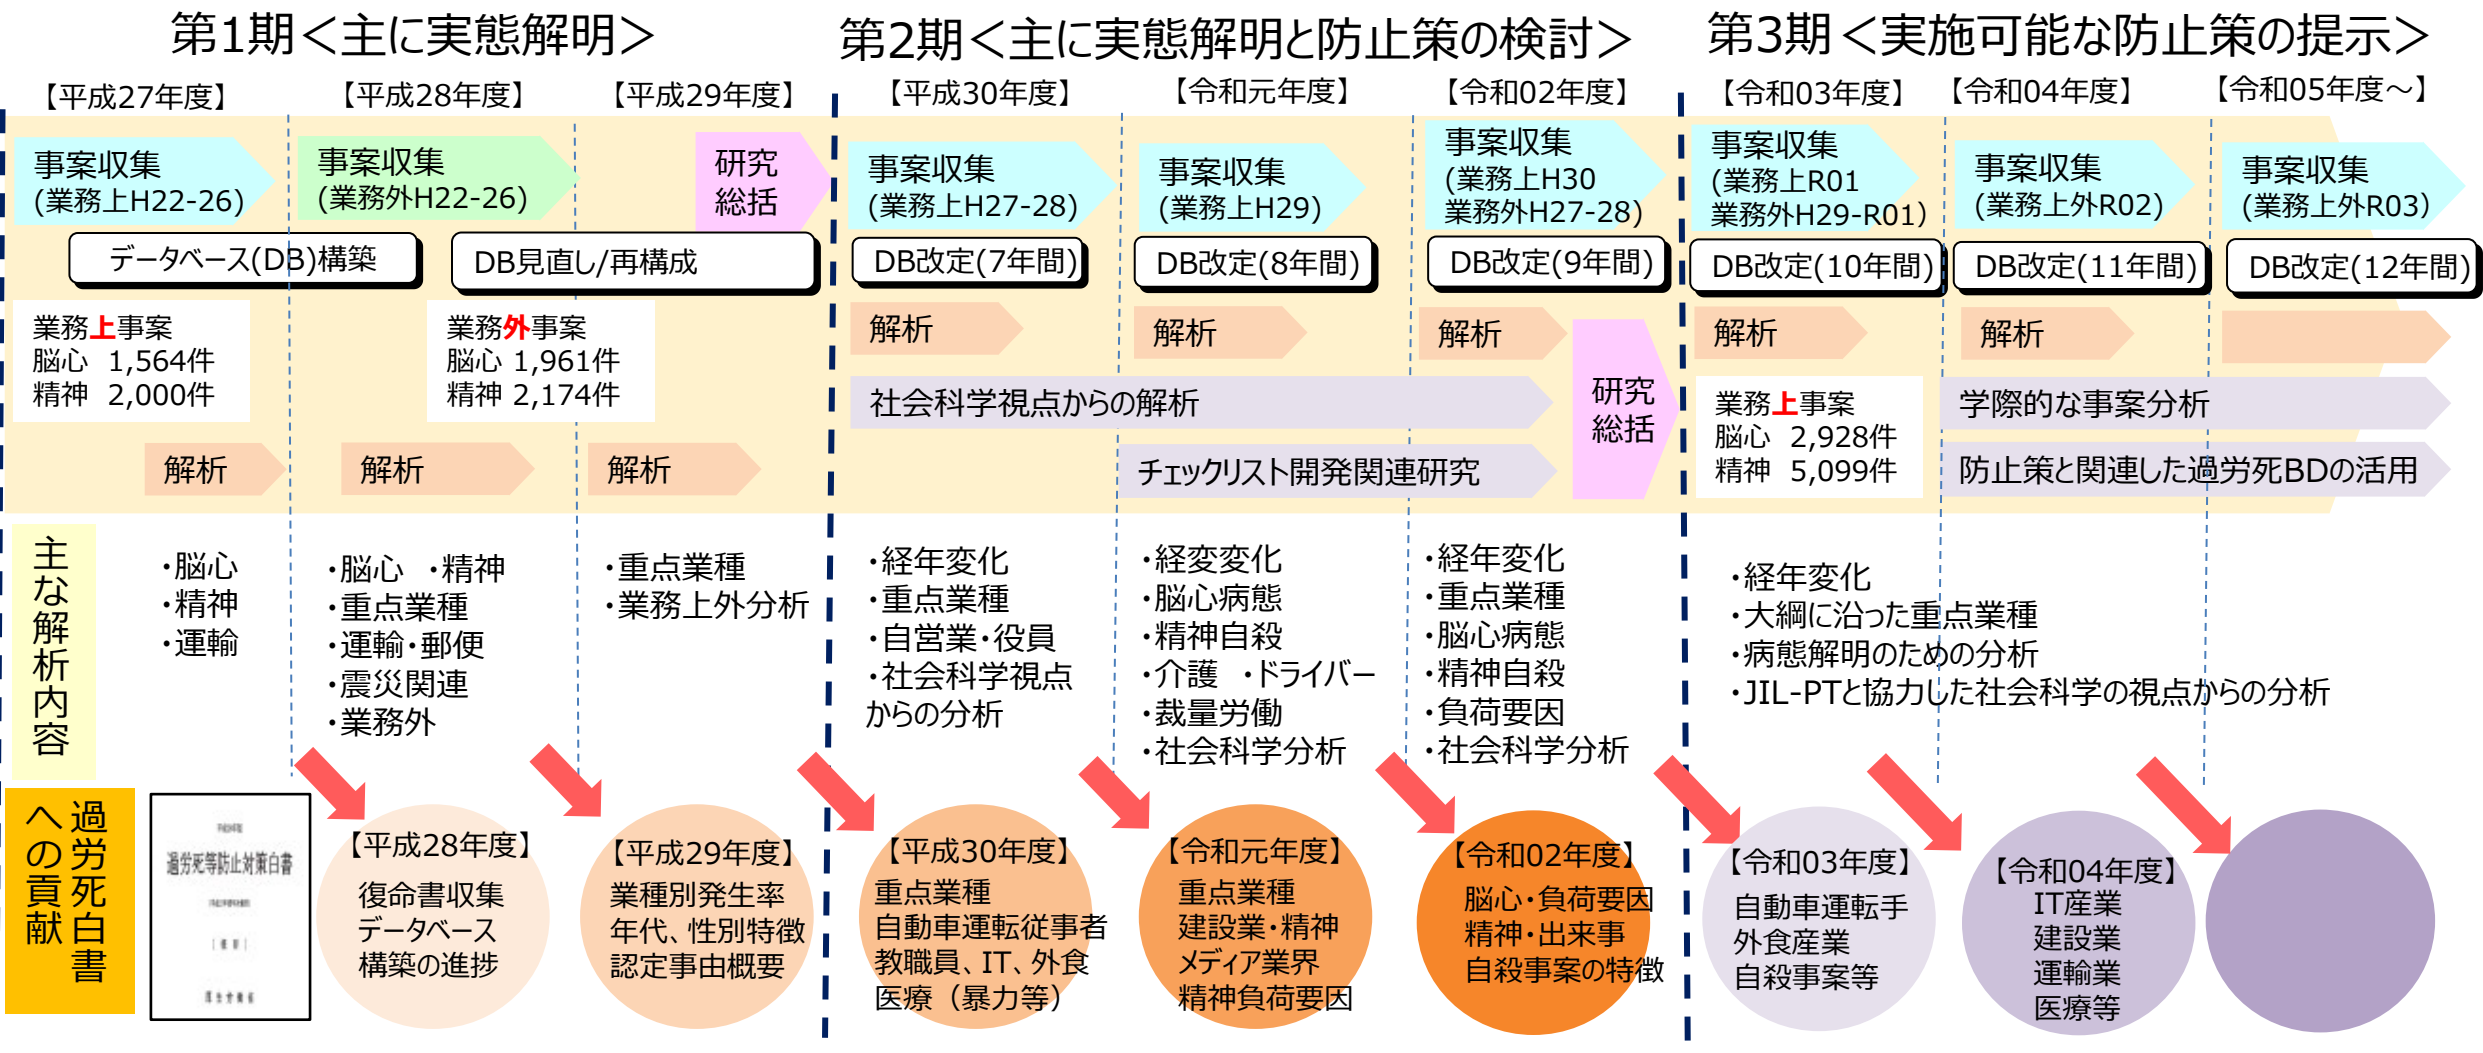 第1期＜主に実態解明＞
第2期＜主に実態解明と防止策の検討＞
第3期＜実施可能な防止策の提示＞
【平成27年度】
【平成28年度】
【平成29年度】
【平成30年度】
【令和元年度】
【令和02年度】
【令和03年度】
【令和04年度】
【令和05年度～】
事案収集
(業務上H22-26)
事案収集
(業務外H22-26)
研究
総括
事案収集
(業務上H27-28)
事案収集
(業務上H29)
事案収集
(業務上H30
業務外H27-28)
事案収集
(業務上R01
業務外H29-R01)
事案収集
(業務上外R02)
事案収集
(業務上外R03)
データベース(DB)構築
DB見直し/再構成
DB改定(7年間)
DB改定(8年間)
DB改定(9年間)
DB改定(10年間)
DB改定(11年間)
DB改定(12年間)
業務上事案
脳心 1,564件
精神 2,000件
業務外事案
脳心 1,961件
精神 2,174件
解析
解析
解析
解析
解析
解析
解析
解析
社会科学視点からの解析
チェックリスト開発関連研究
研究
総括
業務上事案
脳心 2,928件
精神 5,099件
学際的な事案分析
防止策と関連した過労死BDの活用
主な解析内容
・脳心
・精神
・運輸
・脳心 ・精神
・重点業種
・運輸・郵便
・震災関連
・業務外
・重点業種
・業務上外分析
・経年変化
・重点業種
・自営業・役員
・社会科学視点
からの分析
・経変変化
・脳心病態
・精神自殺
・介護 ・ドライバー
・裁量労働
・社会科学分析
・経年変化
・重点業種
・脳心病態
・精神自殺
・負荷要因
・社会科学分析
・経年変化
・大綱に沿った重点業種
・病態解明のための分析
・JIL-PTと協力した社会科学の視点からの分析
過労死白書
への貢献
過労死等防止対策白書
【平成28年度】
復命書収集
データベース
構築の進捗
【平成29年度】
業種別発生率
年代、性別特徴
認定事由概要
【平成30年度】
重点業種
自動車運転従事者
教職員、IT、外食
医療（暴力等）
【令和元年度】
重点業種
建設業・精神
メディア業界
精神負荷要因
【令和02年度】
脳心・負荷要因
精神・出来事
自殺事案の特徴
【令和03年度】
自動車運転手
外食産業
自殺事案等
【令和04年度】
IT産業
建設業
運輸業
医療等